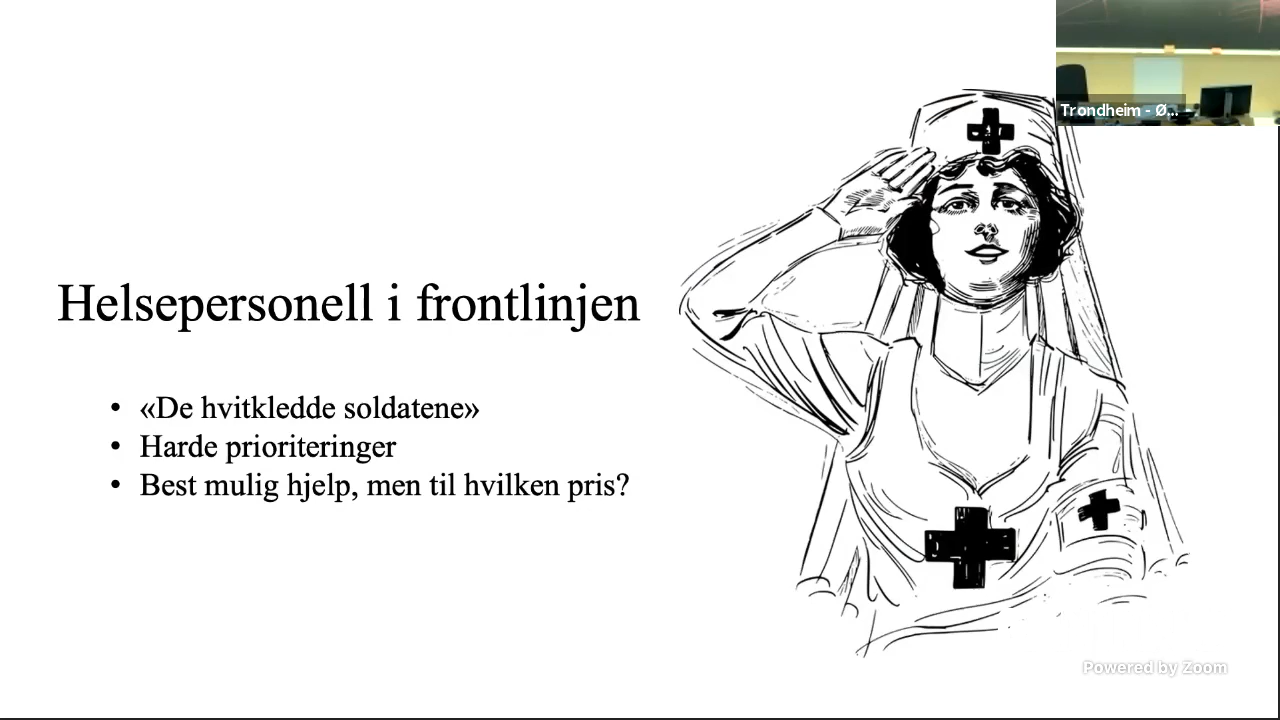 Trondheim - Ø...
Helsepersonell i frontlinjen
• «De hvitkledde soldatene»
• Harde prioriteringer
• Best mulig hjelp, men til hvilken pris?
Powered by Zoom